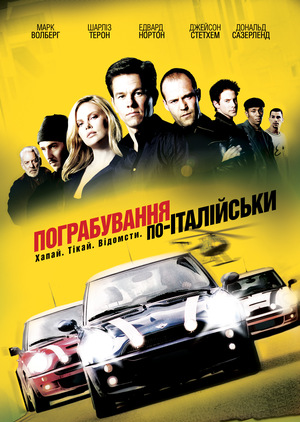 МАРК ВОЛБЕРГ
ШАРЛІЗ ТЕРОН
ЕДВАРД НОРТОН
ДЖЕЙСОН СТЕТХЕМ
ДОНАЛЬД САЗЕРЛЕНД
ПОГРАБУВАННЯ
ПО-ІТАЛІЙСЬКИ
Хапай. Тікай. Відомсти.